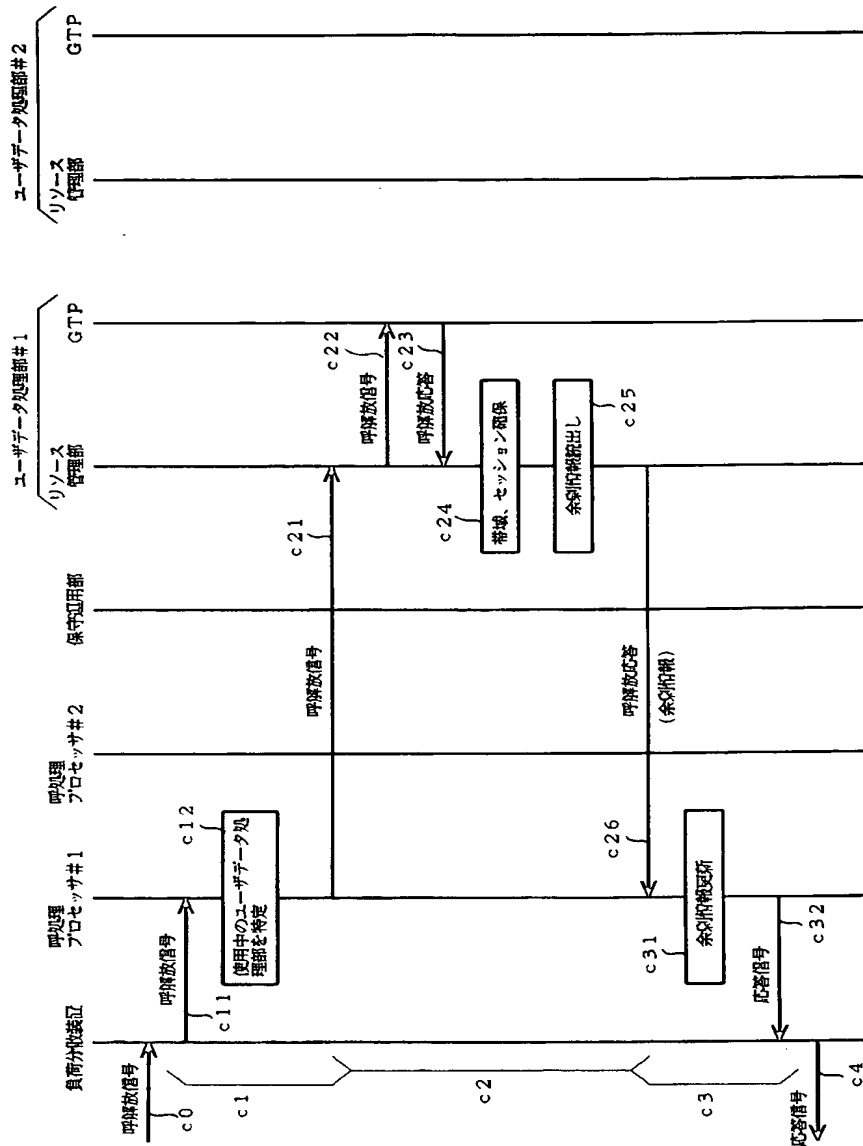 ユーザデータ処理部#1
ユーザデータ処理部#2
負荷分散装置
呼処理
プロセッサ#1
呼処理
プロセッサ#2
保守運用部
リソース
管理部
GTP
リソース
管理部
GTP
呼解放信号
c0
呼解放信号
c11
c1
使用中のユーザデータ処
理部を特定
c12
呼解放信号
c21
呼解放信号
c22
呼解放応答
c23
c2
帯域、セッション確保
c24
余剰情報読出し
c25
呼解放応答
(余剰情報)
c26
余剰情報更新
c31
c3
応答信号
c32
応答信号
c4